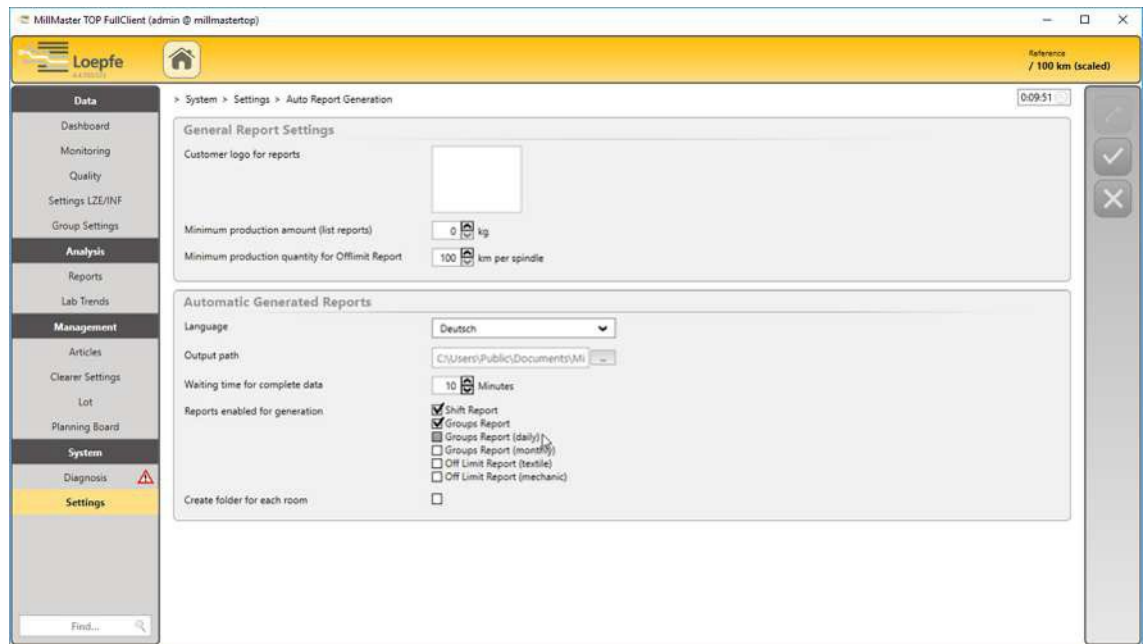 MillMaster TOP FullClient (admin @ millmastertop)
Loepfe
Reference
/ 100 km (scaled)
Data
Dashboard
Monitoring
Quality
Settings LZE/INF
Group Settings
Analysis
Reports
Lab Trends
Management
Articles
Clearer Settings
Lot
Planning Board
System
Diagnosis
Settings
Find...
> System > Settings > Auto Report Generation
0:09:51
General Report Settings
Customer logo for reports
Minimum production amount (list reports) 0 kg
Minimum production quantity for Offlimit Report 100 km per spindle
Automatic Generated Reports
Language Deutsch
Output path C:\Users\Public\Documents\Mi ...
Waiting time for complete data 10 Minutes
Reports enabled for generation Shift Report
Groups Report
Groups Report (daily)
Groups Report (monthly)
Off Limit Report (textile)
Off Limit Report (mechanic)
Create folder for each room